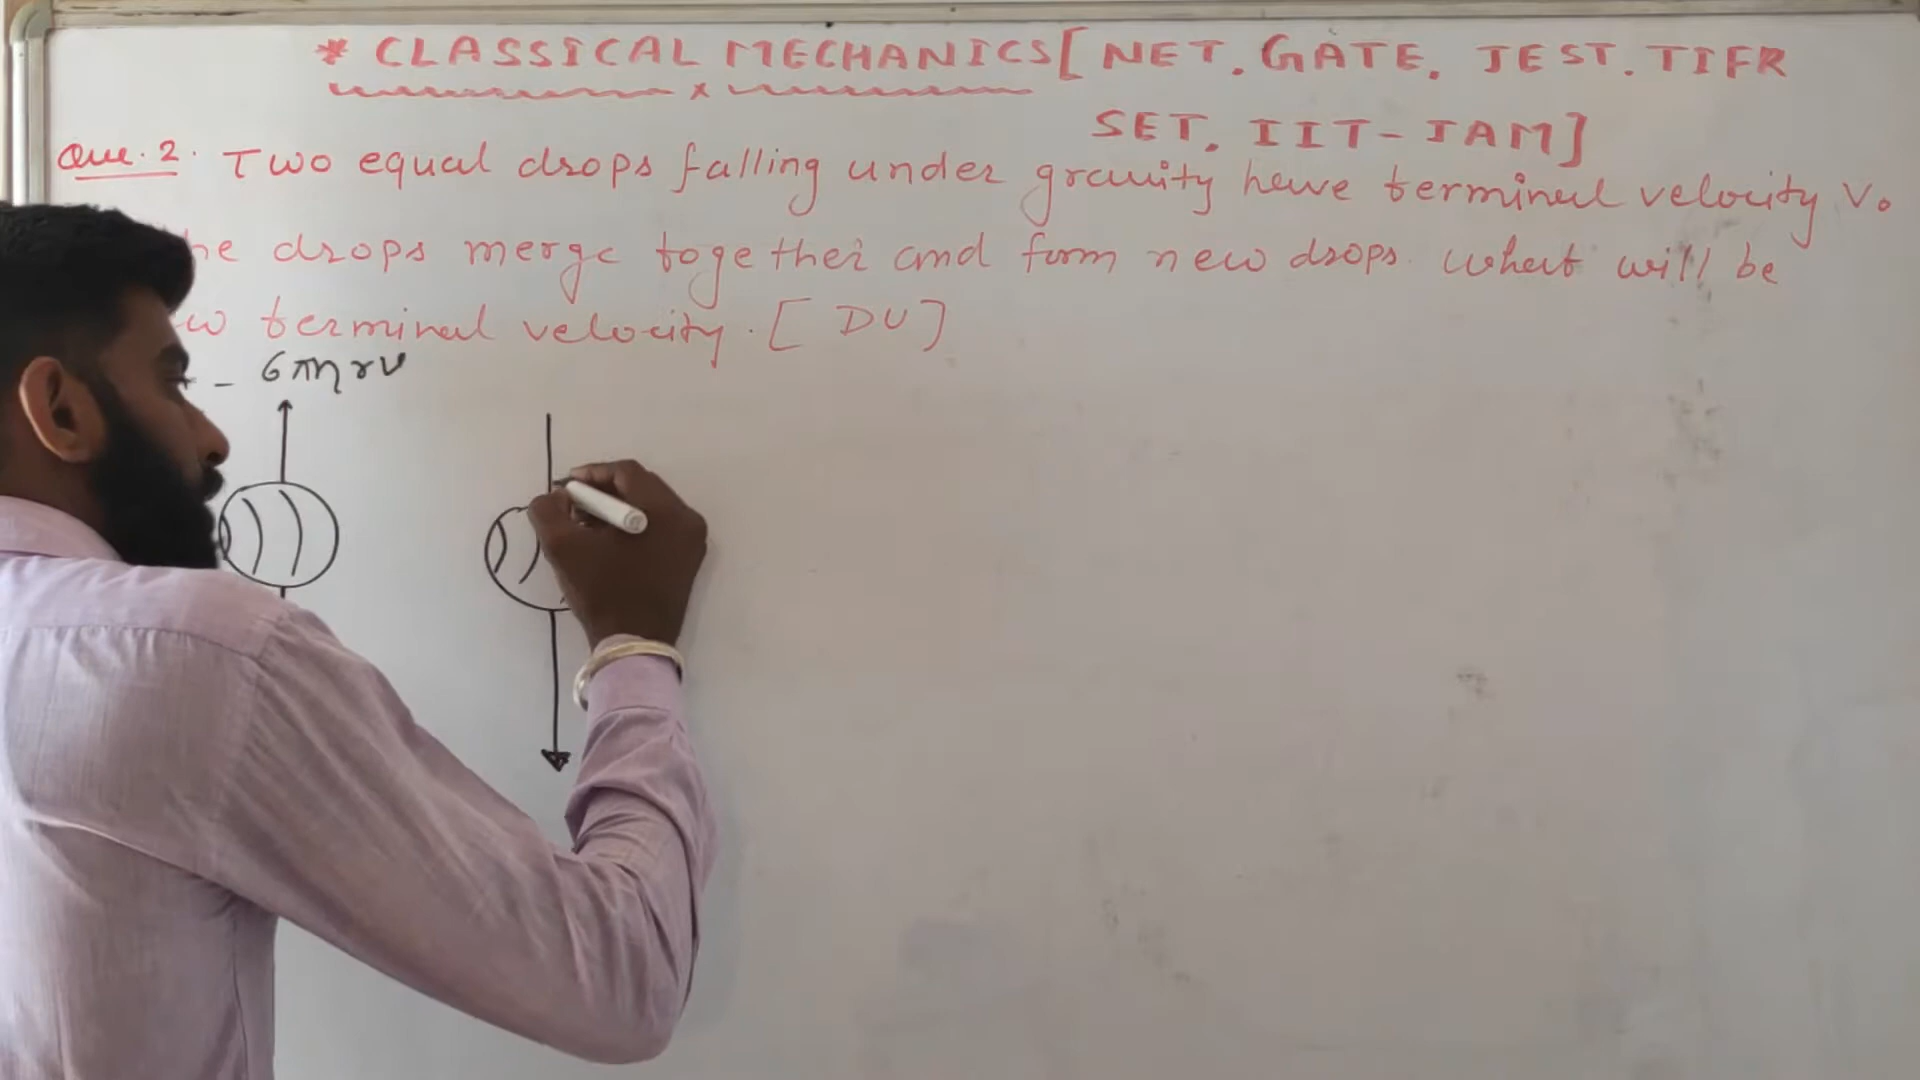 * CLASSICAL MECHANICS [ NET. GATE. JEST. TIFR
SET. IIT-JAM]
Que. 2. Two equal drops falling under gravity have terminal velocity V₀
he drops merge together and form new drops. what will be
w terminal velocity. [ DU ]
- 6πηrv